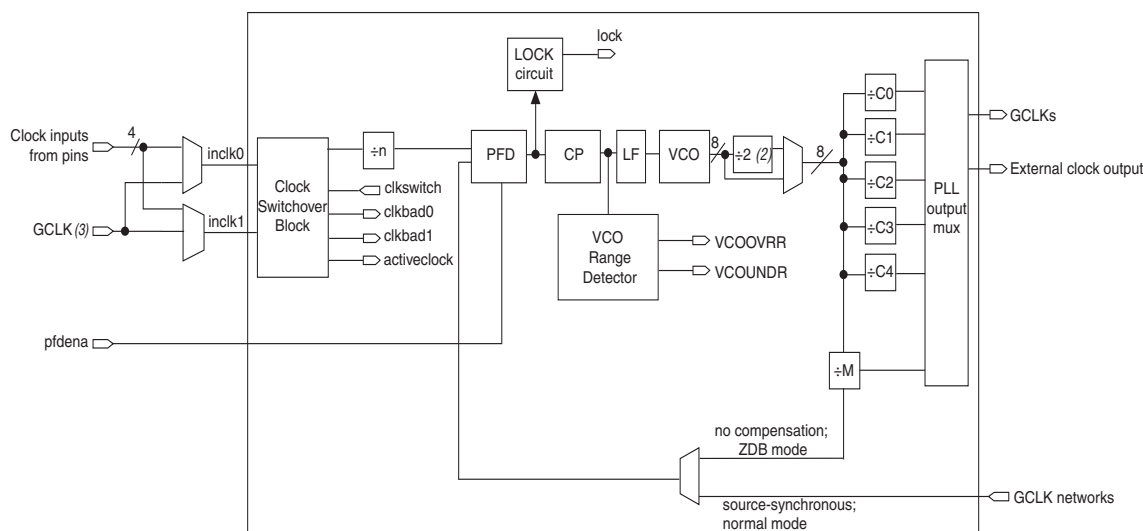 lock
LOCK
circuit
4
Clock inputs
from pins
inclk0
÷n
PFD
CP
LF
VCO
8
÷2 (2)
8
÷C0
÷C1
÷C2
÷C3
÷C4
PLL
output
mux
GCLKs
External clock output
GCLK (3)
inclk1
Clock
Switchover
Block
clkswitch
clkbad0
clkbad1
activeclock
VCO
Range
Detector
VCOOVRR
VCOUNDR
pfdena
÷M
no compensation;
ZDB mode
source-synchronous;
normal mode
GCLK networks